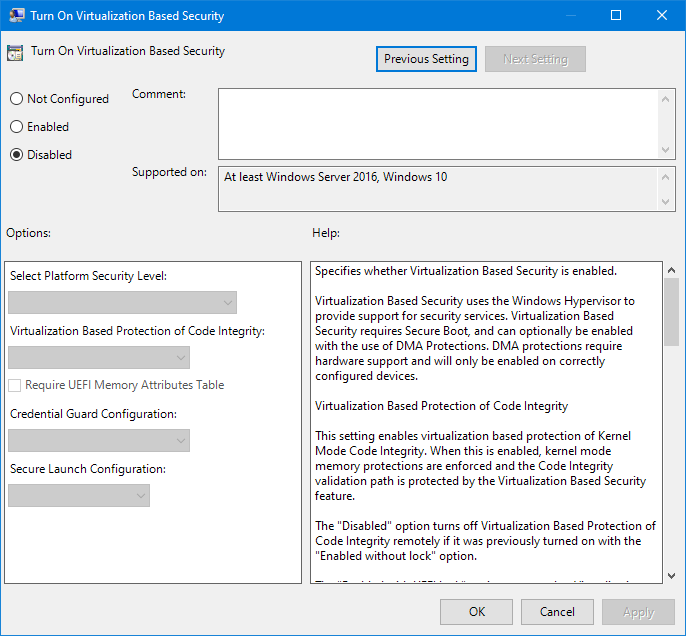 Turn On Virtualization Based Security
Turn On Virtualization Based Security
Previous Setting
Next Setting
Not Configured
Enabled
Disabled
Comment:
Supported on:
At least Windows Server 2016, Windows 10
Options:
Help:
Select Platform Security Level:
Virtualization Based Protection of Code Integrity:
Require UEFI Memory Attributes Table
Credential Guard Configuration:
Secure Launch Configuration:
Specifies whether Virtualization Based Security is enabled.
Virtualization Based Security uses the Windows Hypervisor to
provide support for security services. Virtualization Based
Security requires Secure Boot, and can optionally be enabled
with the use of DMA Protections. DMA protections require
hardware support and will only be enabled on correctly
configured devices.
Virtualization Based Protection of Code Integrity
This setting enables virtualization based protection of Kernel
Mode Code Integrity. When this is enabled, kernel mode
memory protections are enforced and the Code Integrity
validation path is protected by the Virtualization Based Security
feature.
The "Disabled" option turns off Virtualization Based Protection of
Code Integrity remotely if it was previously turned on with the
"Enabled without lock" option.
OK
Cancel
Apply